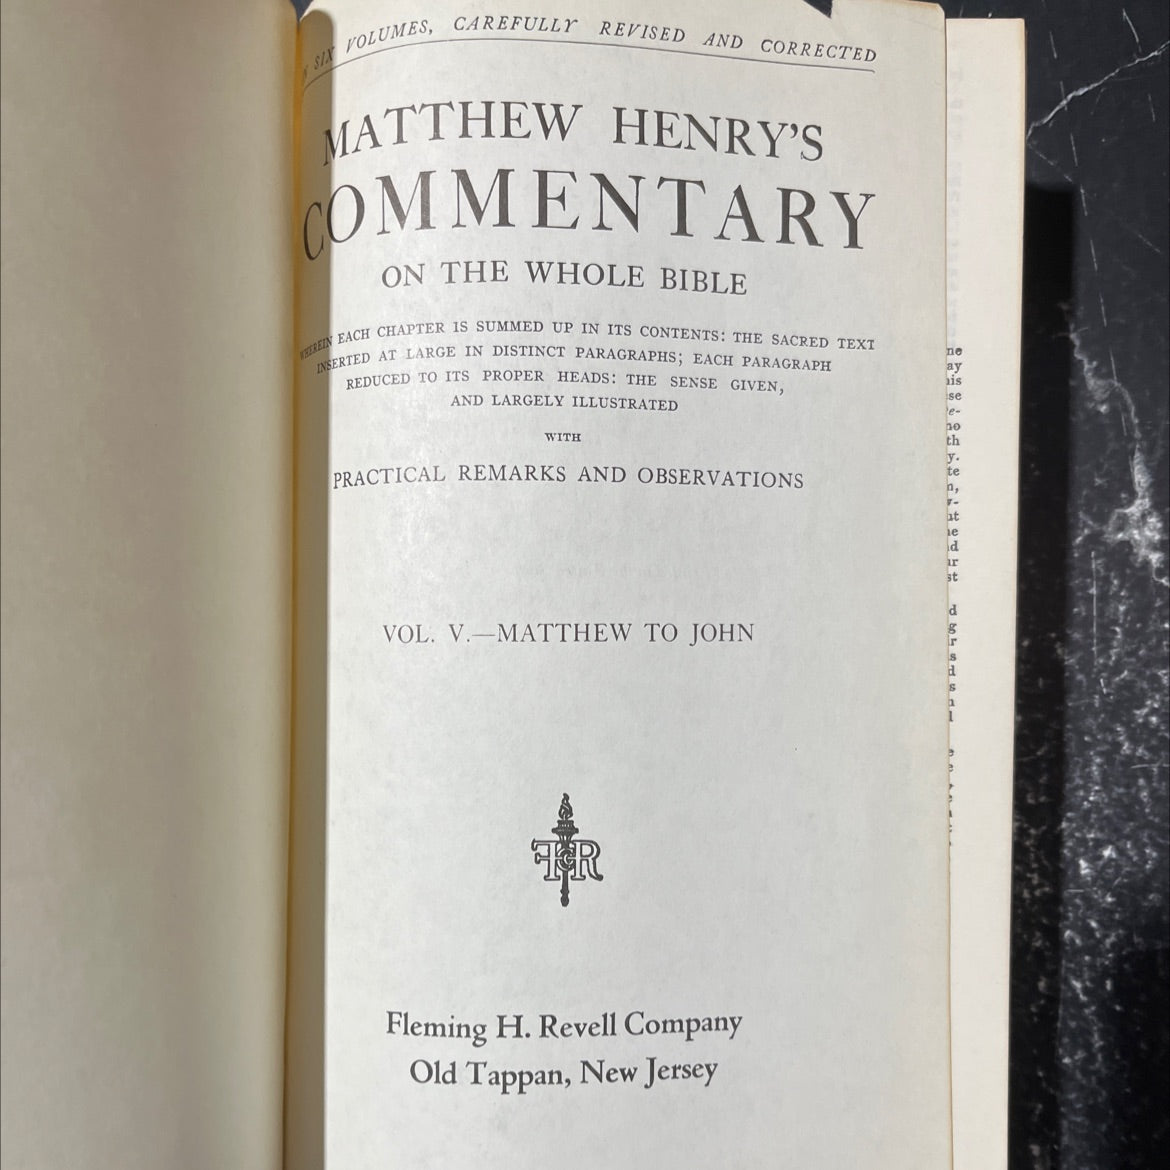 IN SIX VOLUMES, CAREFULLY REVISED AND CORRECTED
MATTHEW HENRY'S
COMMENTARY
ON THE WHOLE BIBLE
WHEREIN EACH CHAPTER IS SUMMED UP IN ITS CONTENTS: THE SACRED TEXT
INSERTED AT LARGE IN DISTINCT PARAGRAPHS; EACH PARAGRAPH
REDUCED TO ITS PROPER HEADS: THE SENSE GIVEN,
AND LARGELY ILLUSTRATED
WITH
PRACTICAL REMARKS AND OBSERVATIONS
VOL. V.—MATTHEW TO JOHN
FHR
Fleming H. Revell Company
Old Tappan, New Jersey